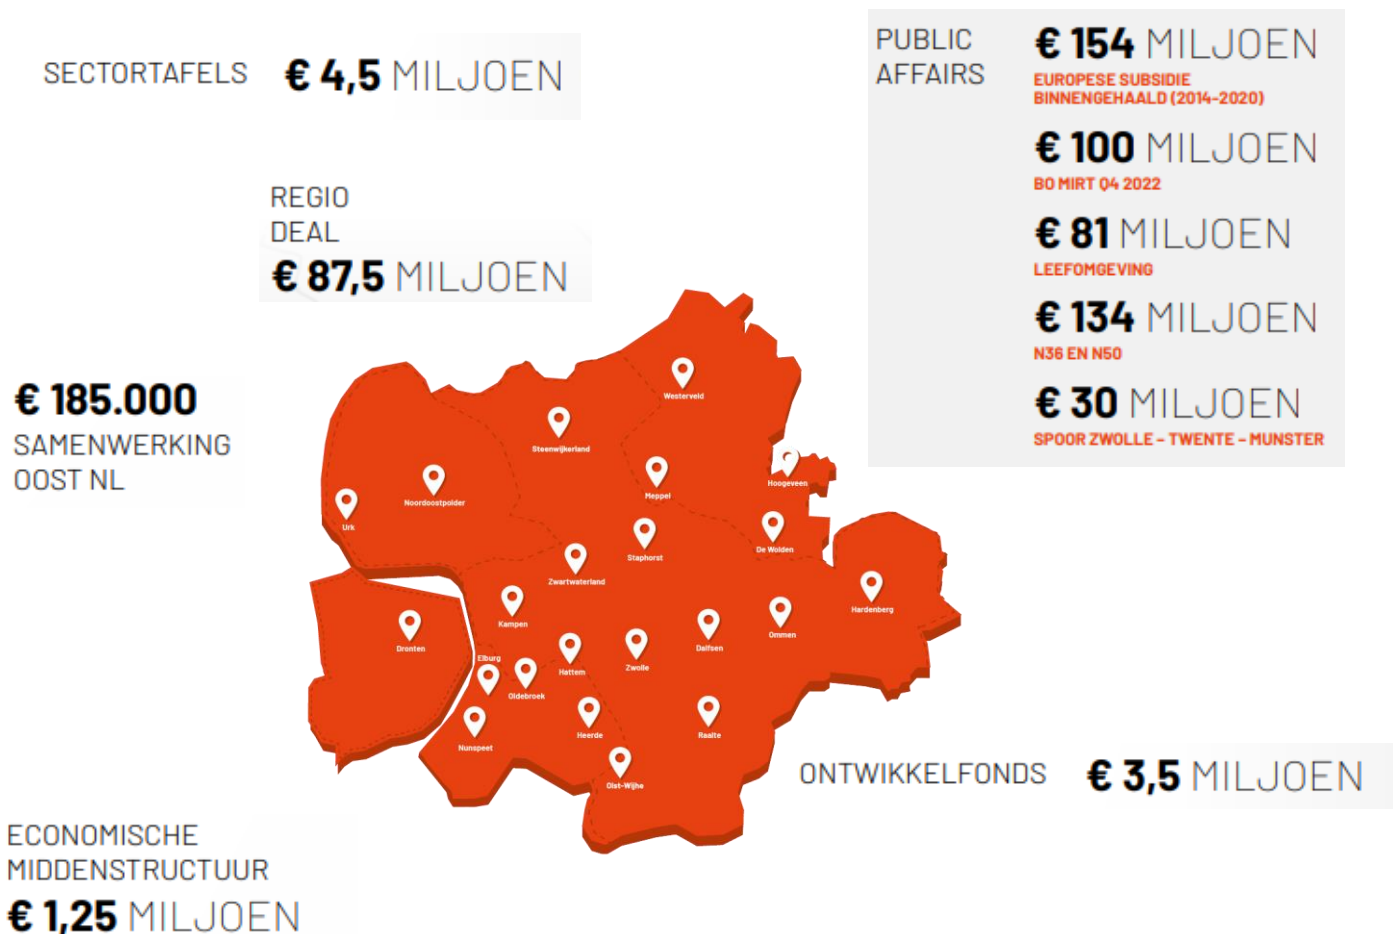 SECTORTAFELS € 4,5 MILJOEN
PUBLIC
AFFAIRS
€ 154 MILJOEN
EUROPESE SUBSIDIE
BINNENGEHAALD (2014-2020)
€ 100 MILJOEN
BO MIRT Q4 2022
€ 81 MILJOEN
LEEFOMGEVING
€ 134 MILJOEN
N36 EN N50
€ 30 MILJOEN
SPOOR ZWOLLE - TWENTE - MUNSTER
REGIO
DEAL
€ 87,5 MILJOEN
€ 185.000
SAMENWERKING
OOST NL
Westerveld
Steenwijkerland
Hoogeveen
Meppel
Noordoostpolder
Urk
De Wolden
Staphorst
Zwartwaterland
Hardenberg
Kampen
Ommen
Dronten
Dalfsen
Elburg
Zwolle
Hattem
Oldebroek
Heerde
Raalte
Nunspeet
Olst-Wijhe
ONTWIKKELFONDS € 3,5 MILJOEN
ECONOMISCHE
MIDDENSTRUCTUUR
€ 1,25 MILJOEN